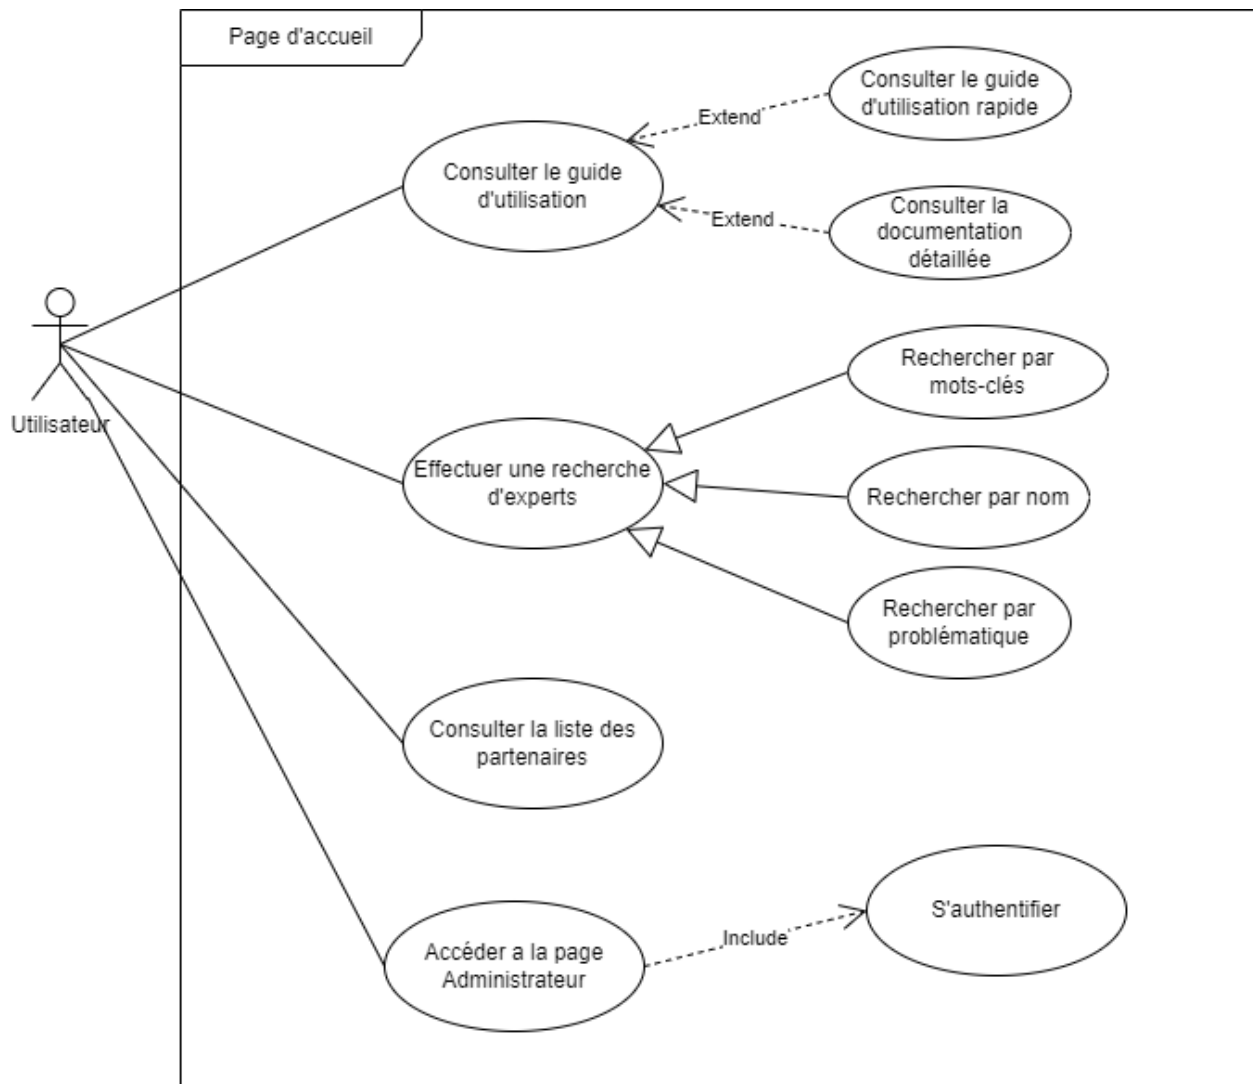 Page d'accueil
Consulter le guide
d'utilisation rapide
Extend
Consulter le guide
d'utilisation
Consulter la
documentation
détaillée
Extend
Rechercher par
mots-clés
Utilisateur
Effectuer une recherche
d'experts
Rechercher par nom
Rechercher par
problématique
Consulter la liste des
partenaires
S'authentifier
Include
Accéder a la page
Administrateur